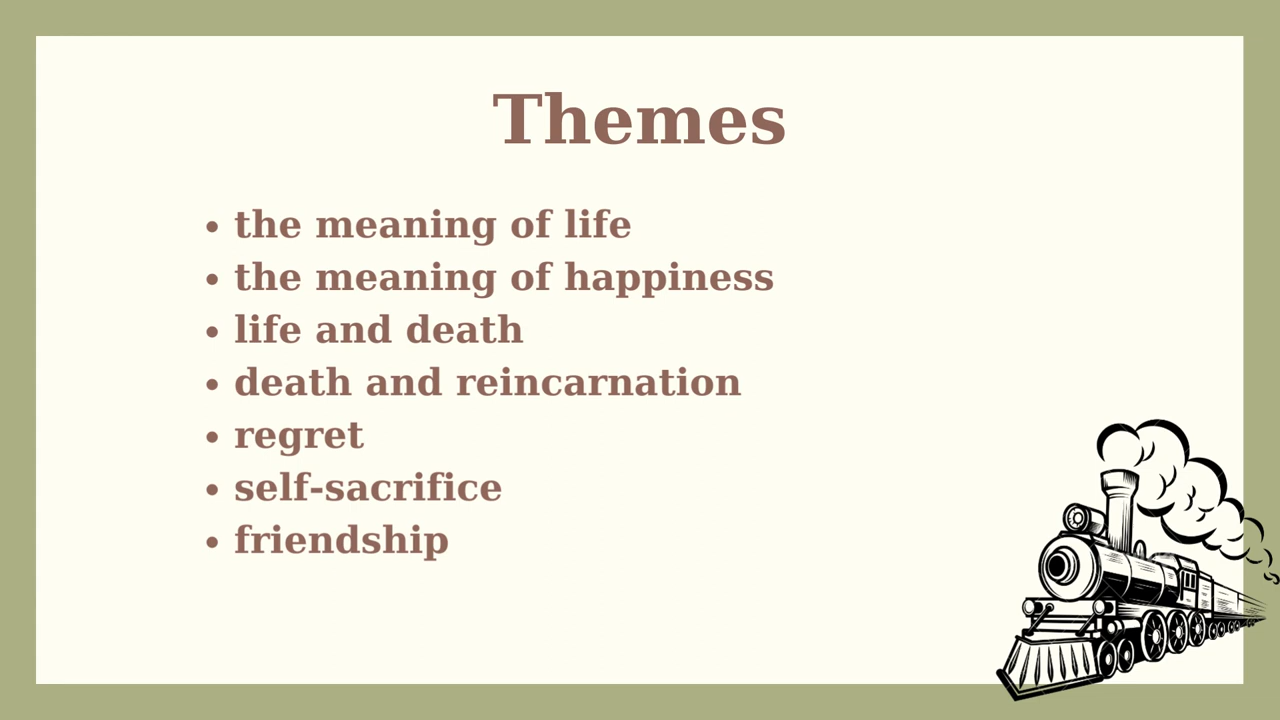 Themes
• the meaning of life
• the meaning of happiness
• life and death
• death and reincarnation
• regret
• self-sacrifice
• friendship